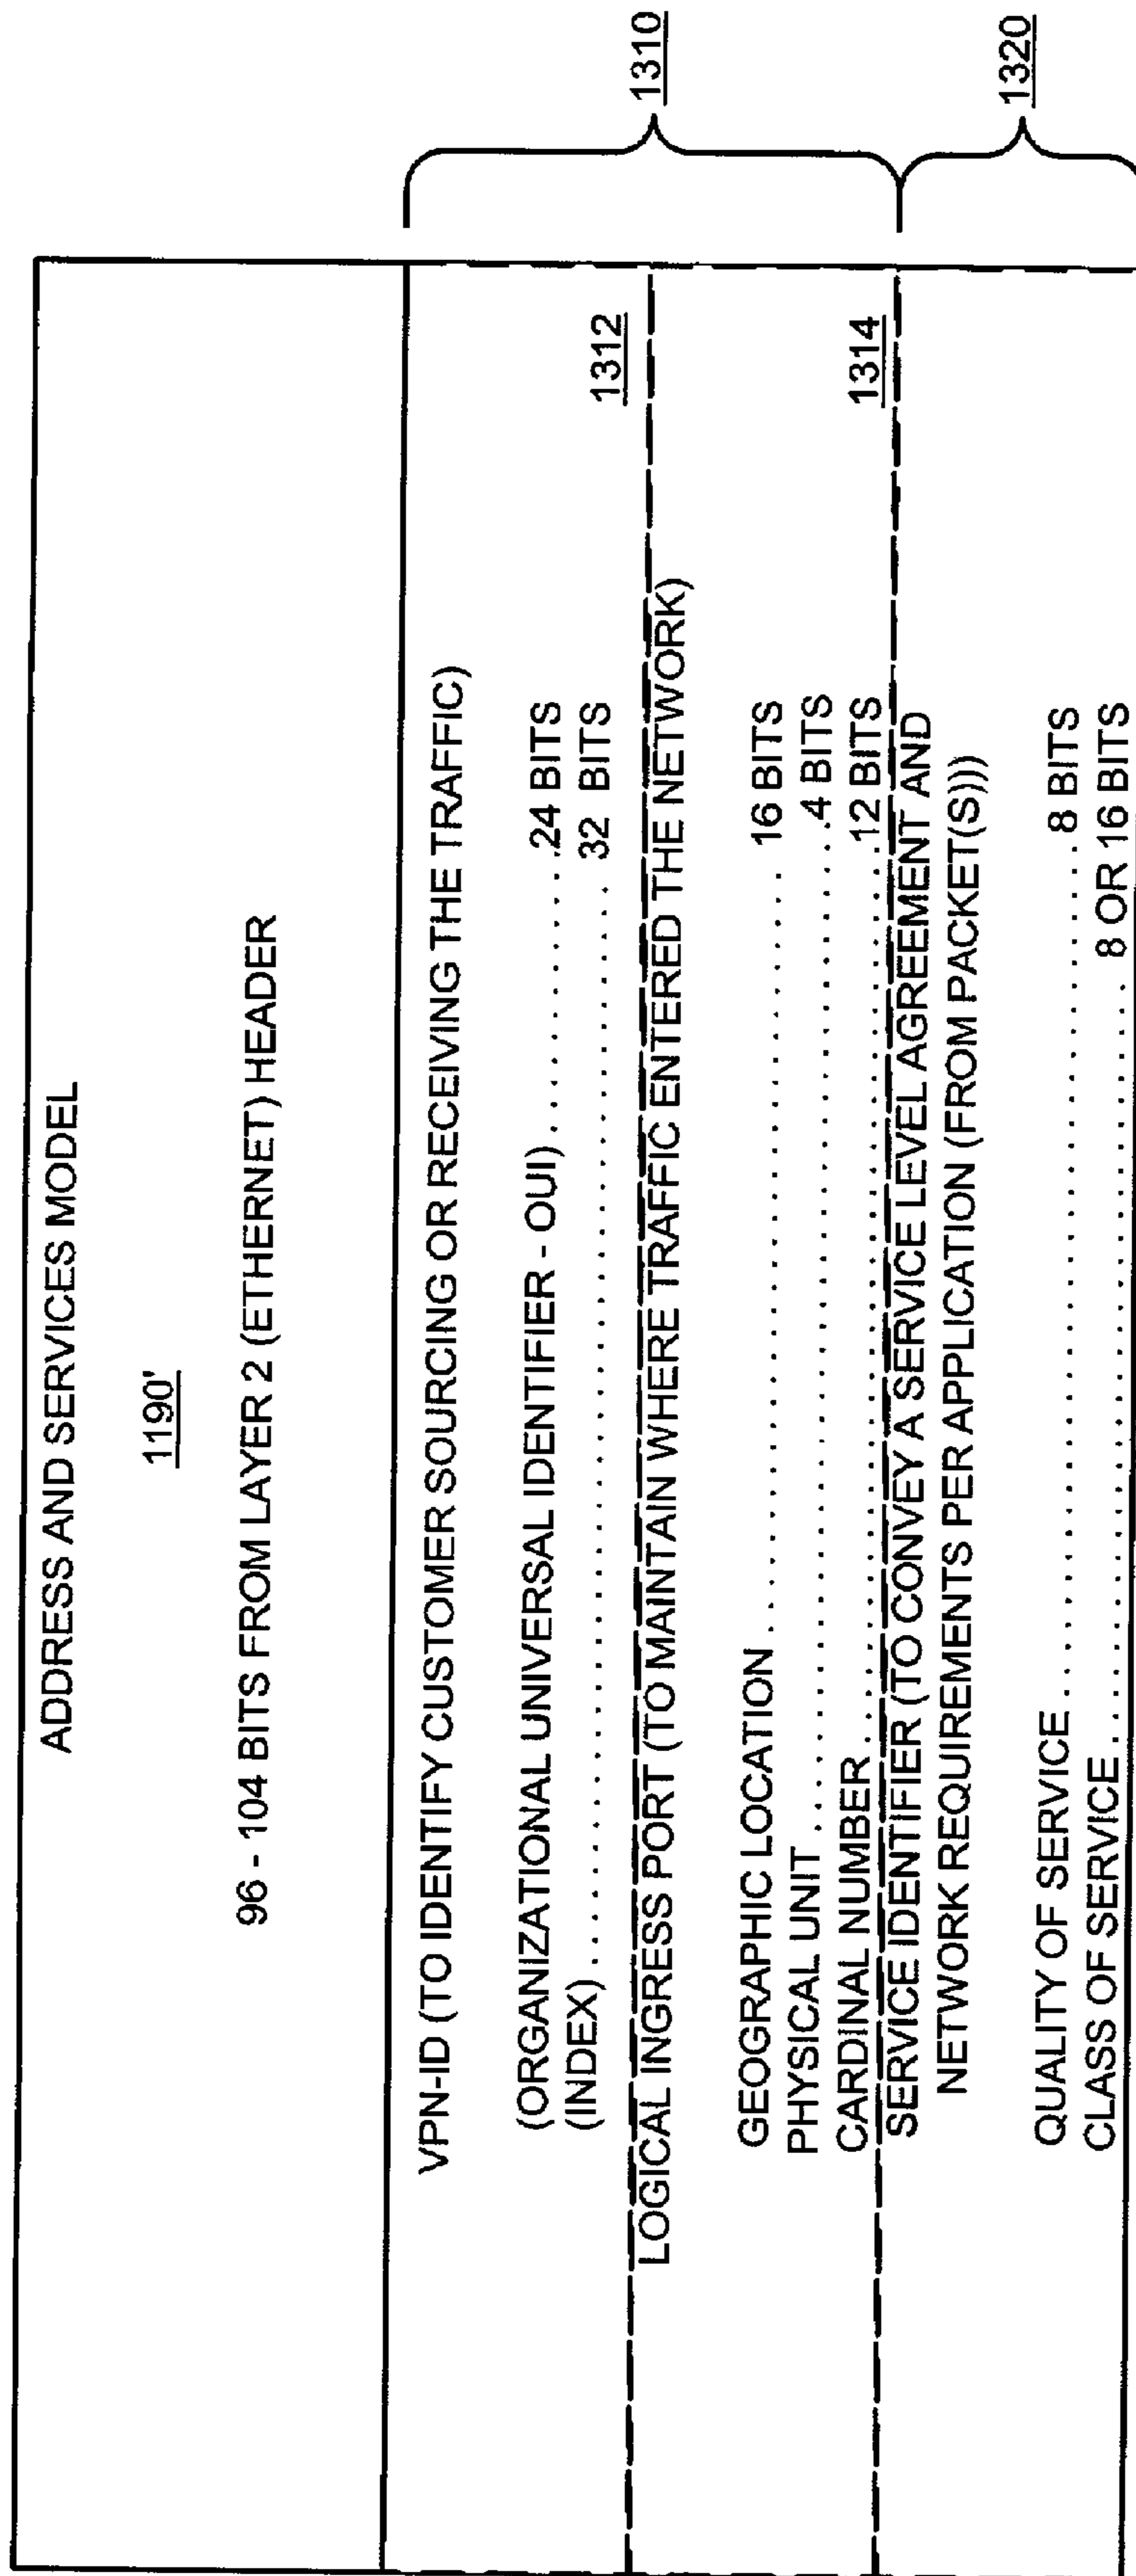 ADDRESS AND SERVICES MODEL
1190'
96 - 104 BITS FROM LAYER 2 (ETHERNET) HEADER
VPN-ID (TO IDENTIFY CUSTOMER SOURCING OR RECEIVING THE TRAFFIC)
(ORGANIZATIONAL UNIVERSAL IDENTIFIER - OUI) . . . . . . . . . . 24 BITS
(INDEX) . . . . . . . . . . . . . . . . . . . . . . . . . . . . . . 32 BITS
1312
LOGICAL INGRESS PORT (TO MAINTAIN WHERE TRAFFIC ENTERED THE NETWORK)
GEOGRAPHIC LOCATION . . . . . . . . . . . . . . . . . . . . 16 BITS
PHYSICAL UNIT . . . . . . . . . . . . . . . . . . . . . . . . . . 4 BITS
CARDINAL NUMBER . . . . . . . . . . . . . . . . . . . . . . . 12 BITS
1314
1310
SERVICE IDENTIFIER (TO CONVEY A SERVICE LEVEL AGREEMENT AND
NETWORK REQUIREMENTS PER APPLICATION (FROM PACKET(S)))
QUALITY OF SERVICE . . . . . . . . . . . . . . . . . . . . . . 8 BITS
CLASS OF SERVICE . . . . . . . . . . . . . . . . . . . . 8 OR 16 BITS
1320